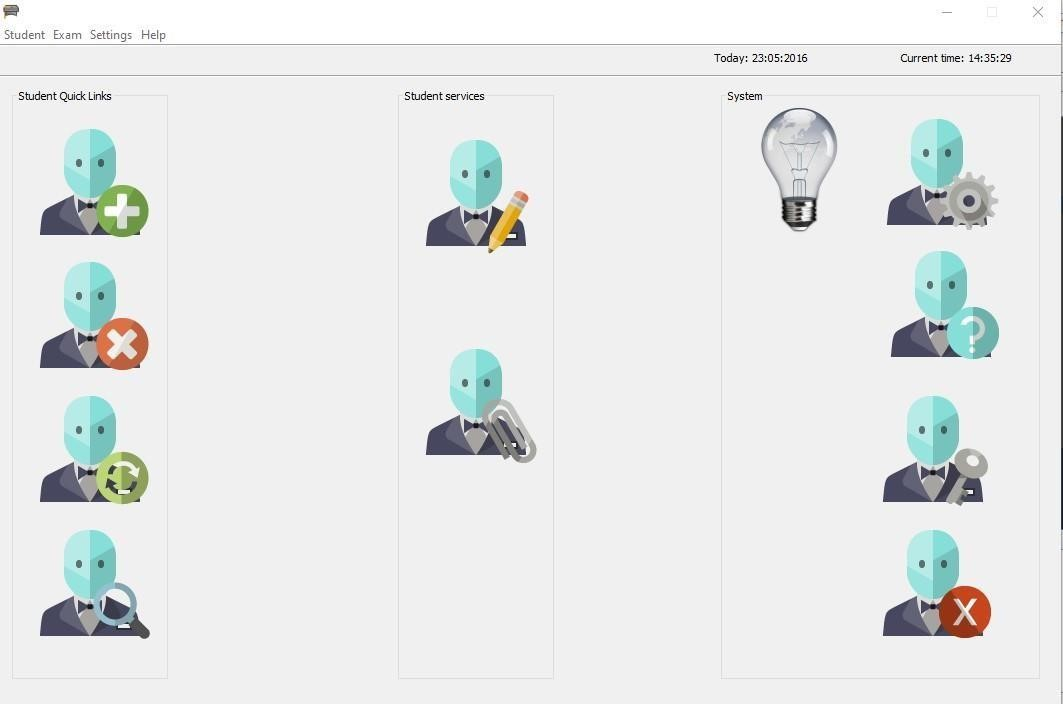 Student Exam Settings Help
Today: 23:05:2016 Current time: 14:35:29
Student Quick Links Student services System
?
X